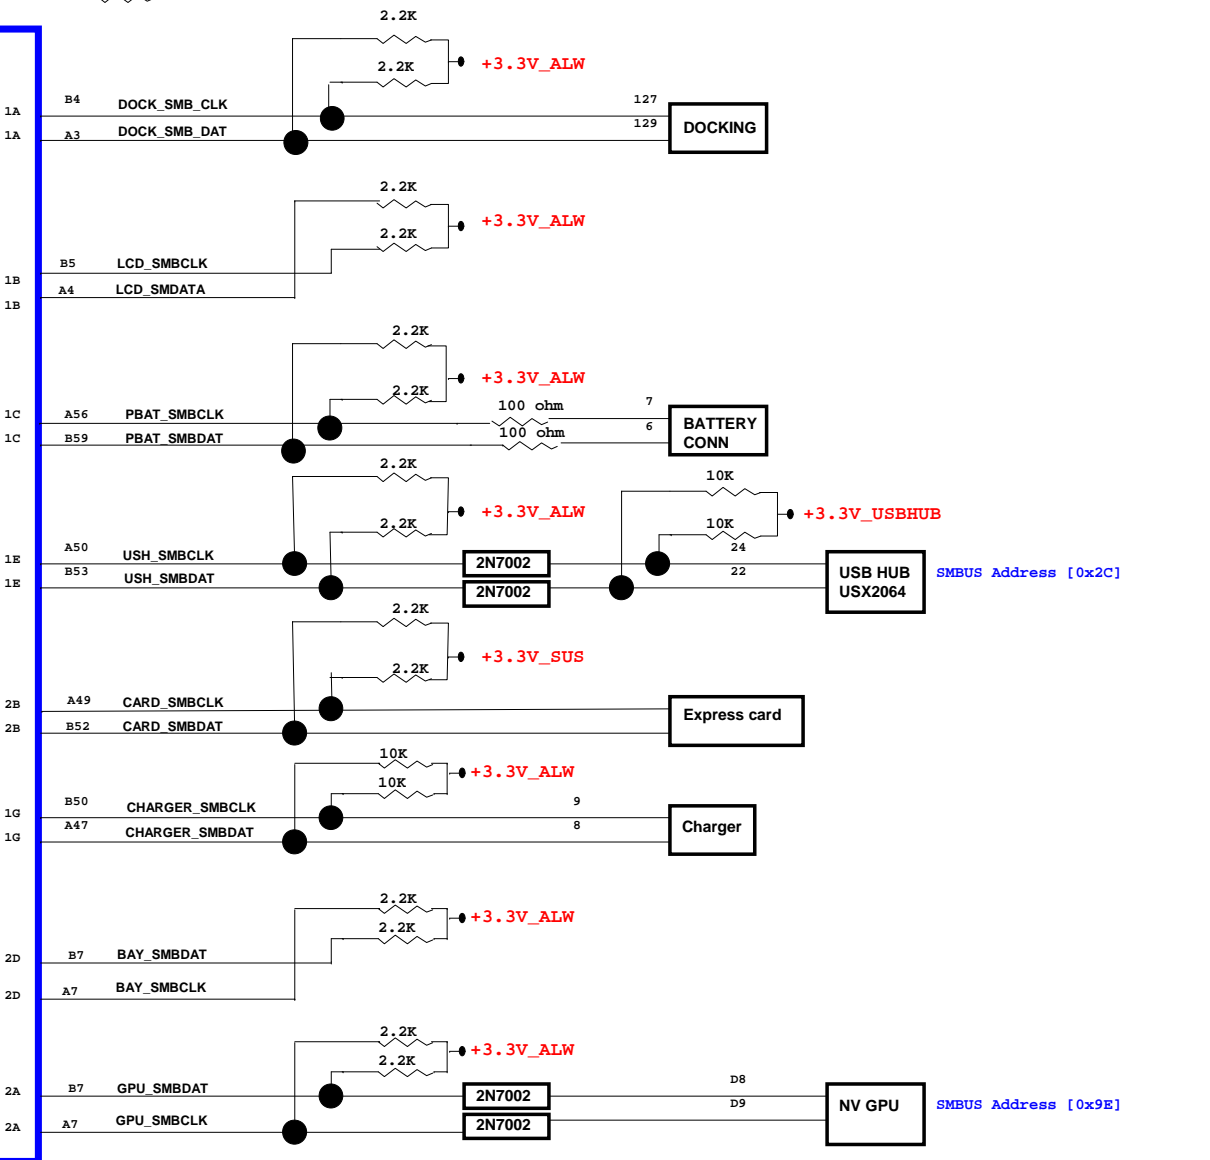 2.2K
+3.3V_ALW
2.2K
B4 DOCK_SMB_CLK 127
1A
DOCKING
A3 DOCK_SMB_DAT 129
1A
2.2K
+3.3V_ALW
2.2K
B5 LCD_SMBCLK
1B
A4 LCD_SMDATA
1B
2.2K
+3.3V_ALW
2.2K
100 ohm 7
1C A56 PBAT_SMBCLK
BATTERY
CONN
100 ohm 6
1C B59 PBAT_SMBDAT
2.2K
10K
+3.3V_ALW
+3.3V_USBHUB
2.2K
10K
A50 USH_SMBCLK 24
1E
2N7002
USB HUB
USX2064
SMBUS Address [0x2C]
B53 USH_SMBDAT 22
1E
2N7002
2.2K
+3.3V_SUS
2.2K
2B A49 CARD_SMBCLK
Express card
2B B52 CARD_SMBDAT
10K
+3.3V_ALW
10K
B50 CHARGER_SMBCLK 9
1G
Charger
A47 CHARGER_SMBDAT 8
1G
2.2K
+3.3V_ALW
2.2K
2D B7 BAY_SMBDAT
2D A7 BAY_SMBCLK
2.2K
+3.3V_ALW
2.2K
2A B7 GPU_SMBDAT 2N7002 D8
NV GPU
SMBUS Address [0x9E]
D9
2A A7 GPU_SMBCLK 2N7002